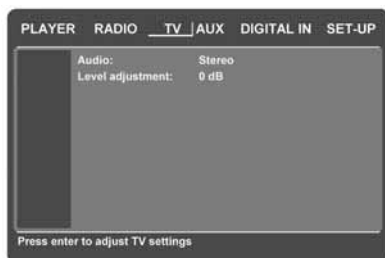 PLAYER RADIO TV AUX DIGITAL IN SET-UP
Audio: Stereo
Level adjustment: 0 dB
Press enter to adjust TV settings